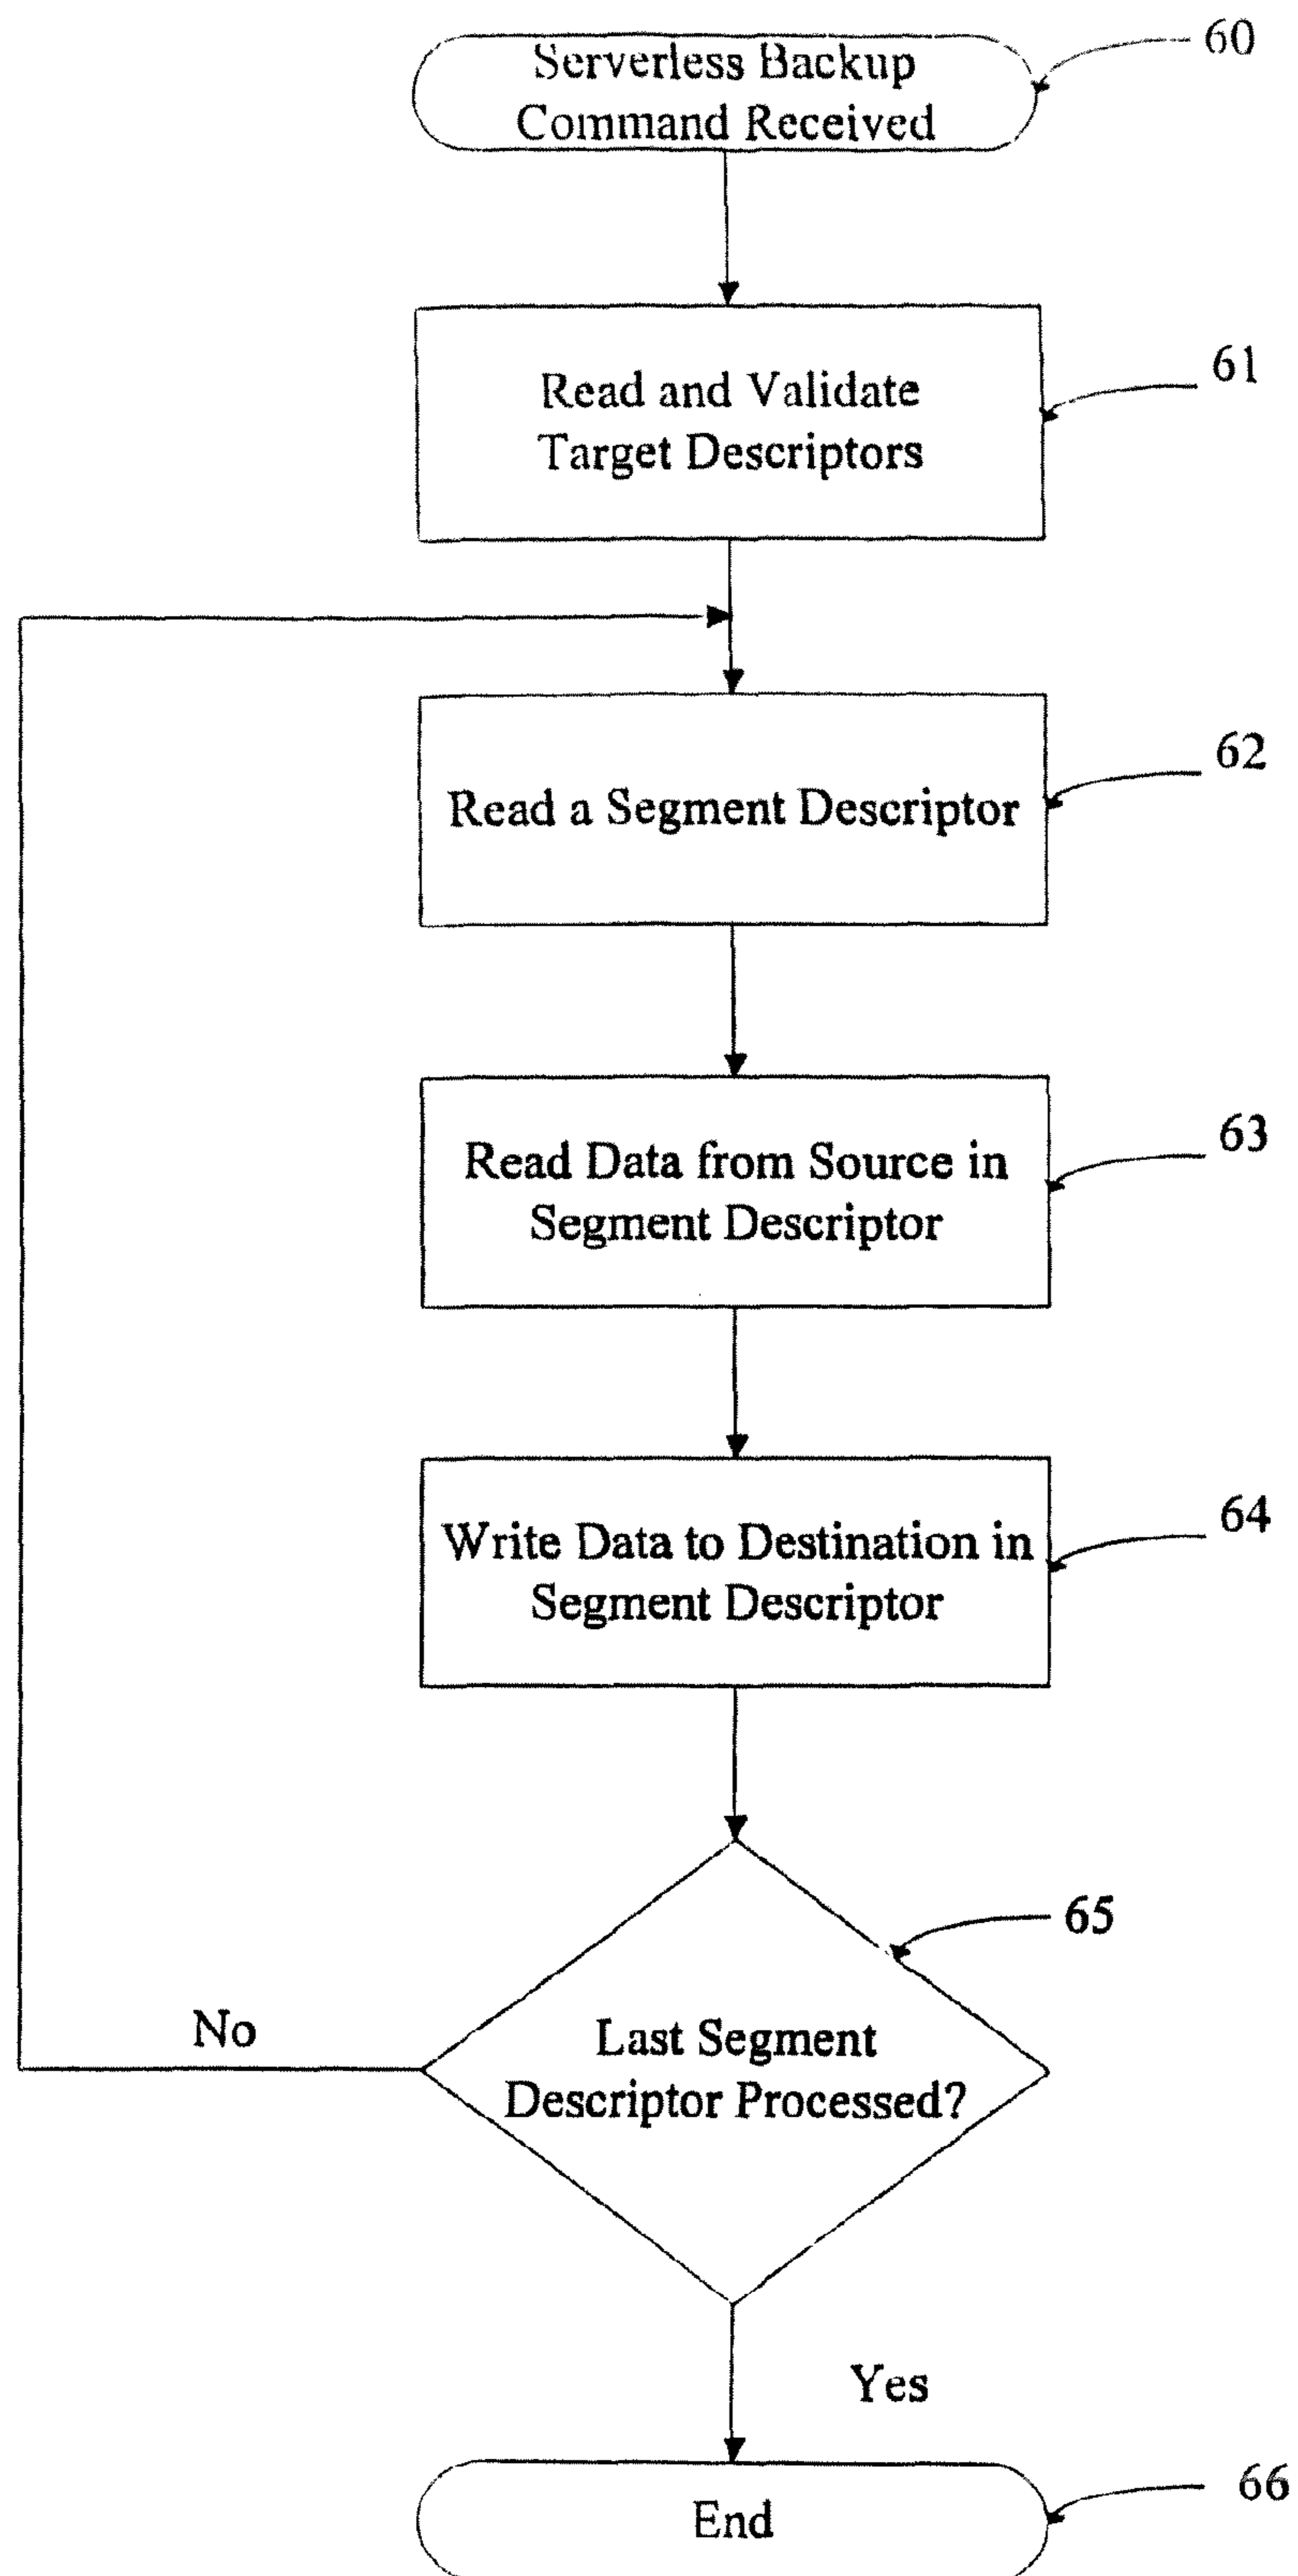 Serverless Backup
Command Received
60
Read and Validate
Target Descriptors
61
Read a Segment Descriptor
62
Read Data from Source in
Segment Descriptor
63
Write Data to Destination in
Segment Descriptor
64
65
Last Segment
Descriptor Processed?
No
Yes
End
66